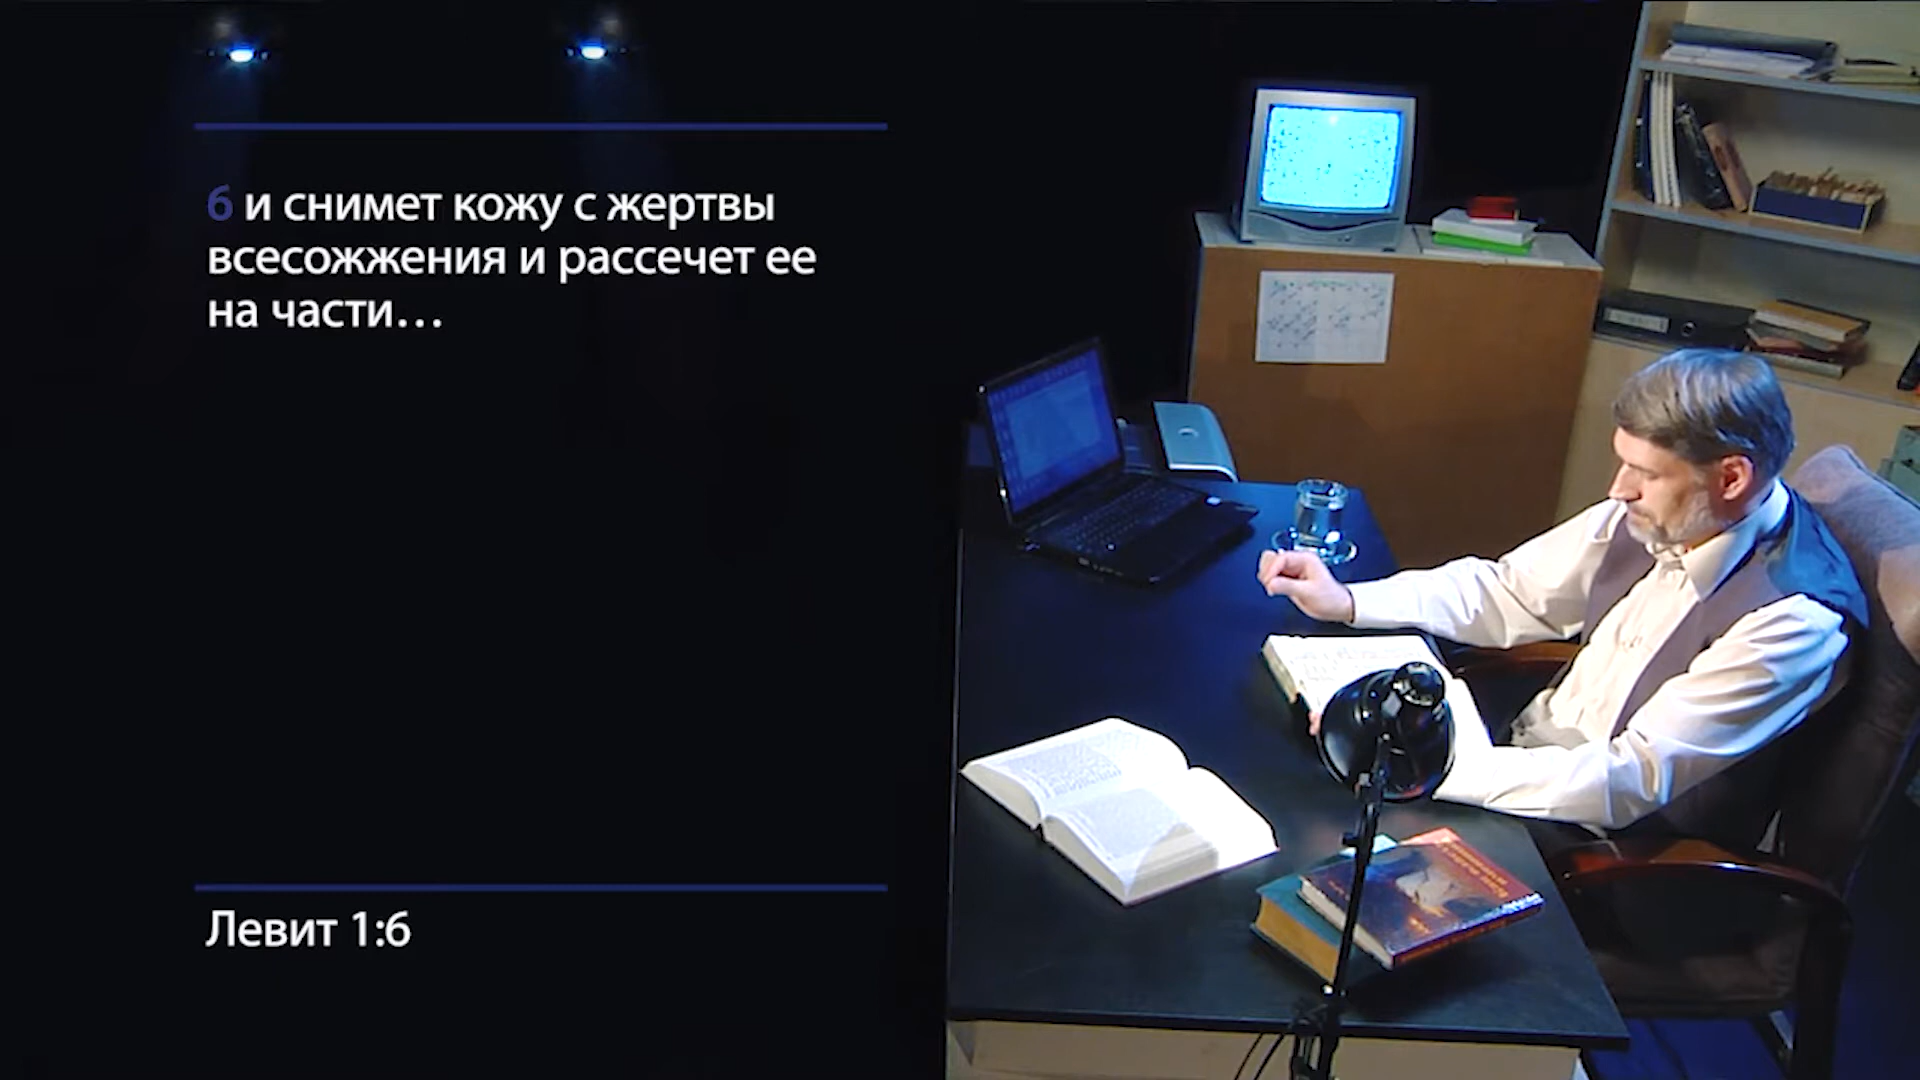 6 и снимет кожу с жертвы
всесожжения и рассечет ее
на части…
Левит 1:6